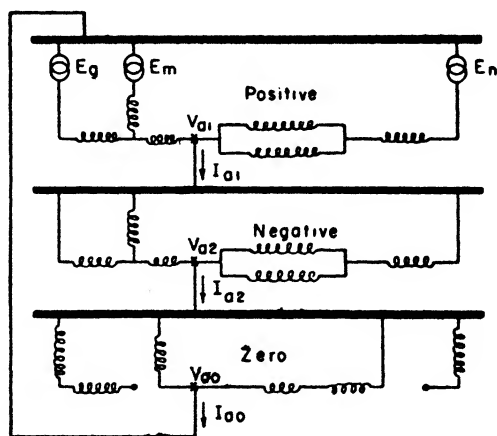 Eg Em En
Positive
Va1
Ia1
Negative
Va2
Ia2
Zero
Va0
Ia0